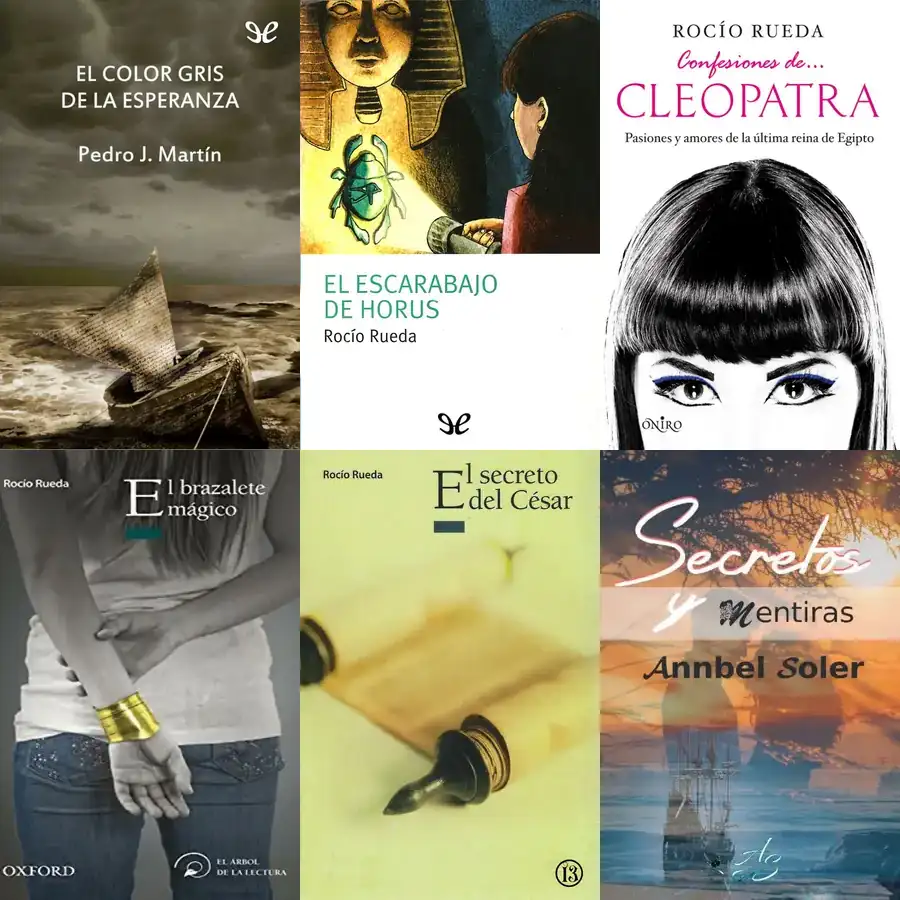 EL COLOR GRIS
DE LA ESPERANZA
Pedro J. Martín
EL ESCARABAJO
DE HORUS
Rocío Rueda
ROCÍO RUEDA
Confesiones de...
CLEOPATRA
Pasiones y amores de la última reina de Egipto
ONIRO
Rocío Rueda
El brazalete
mágico
OXFORD
EL ÁRBOL
DE LA LECTURA
Rocío Rueda
El secreto
del César
13
Secretos
y Mentiras
Annbel Soler
AS